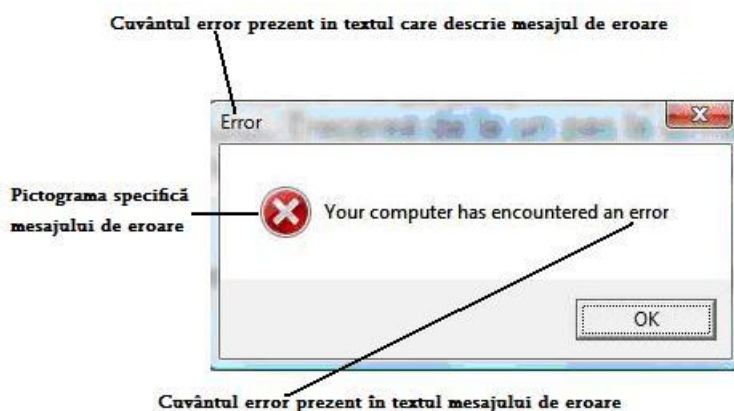 Cuvântul error prezent in textul care descrie mesajul de eroare
Error
Pictograma specifică
mesajului de eroare
Your computer has encountered an error
OK
Cuvântul error prezent în textul mesajului de eroare